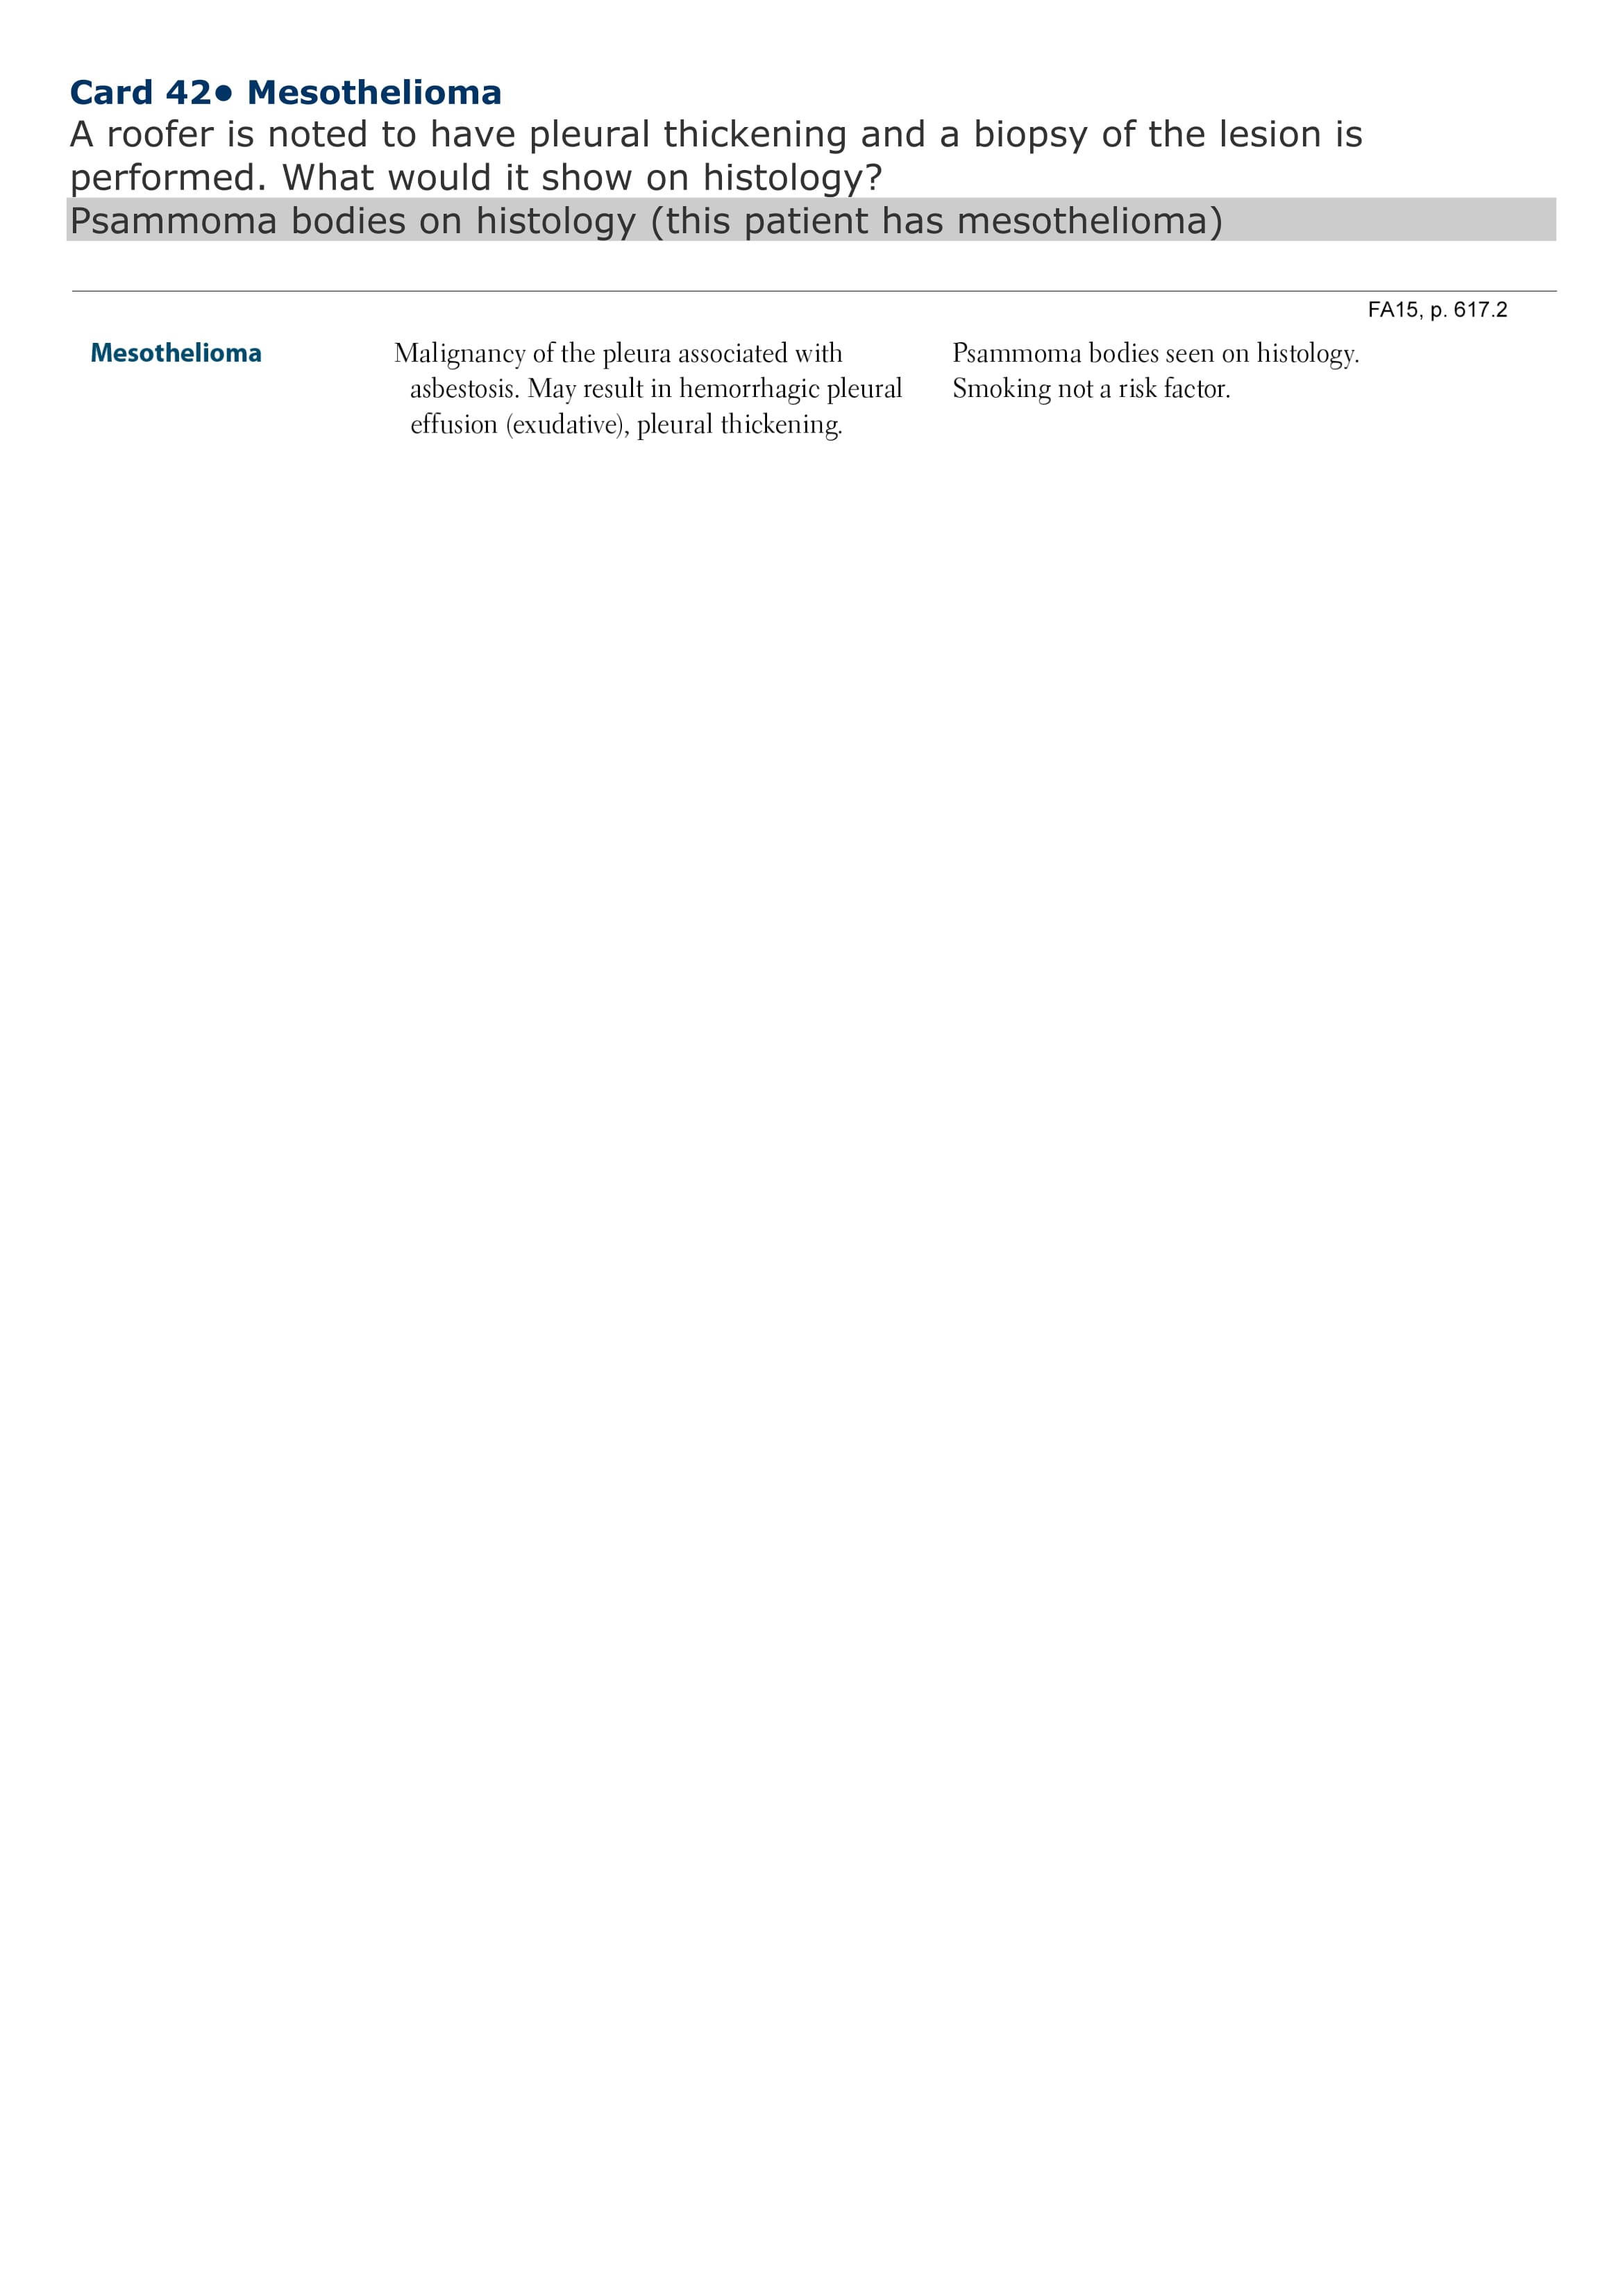 Card 42• Mesothelioma
A roofer is noted to have pleural thickening and a biopsy of the lesion is
performed. What would it show on histology?
Psammoma bodies on histology (this patient has mesothelioma)
FA15, p. 617.2
Mesothelioma
Malignancy of the pleura associated with
asbestosis. May result in hemorrhagic pleural
effusion (exudative), pleural thickening.
Psammoma bodies seen on histology.
Smoking not a risk factor.